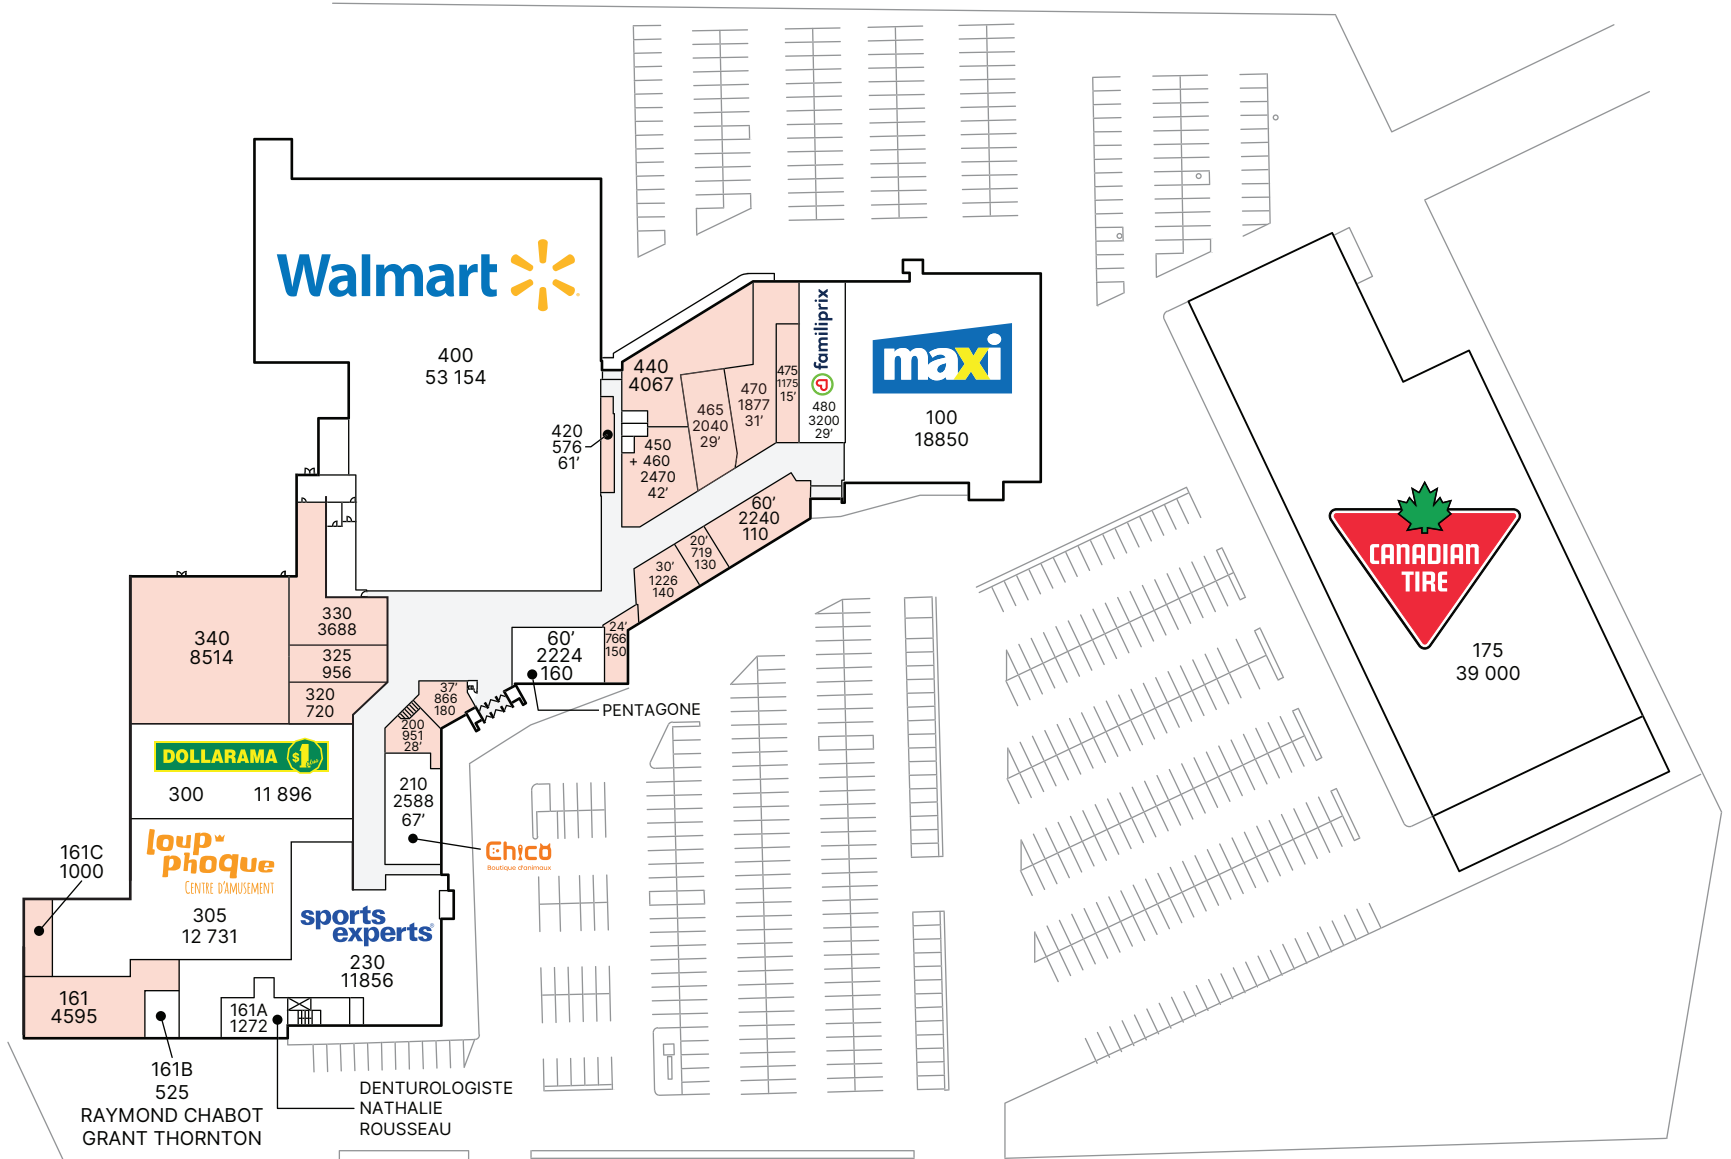 Walmart
400
53 154
440
4067
420
576
61'
450
+ 460
2470
42'
465
2040
29'
470
1877
31'
475
1175
15'
familiprix
480
3200
29'
maxi
100
18850
60'
2240
110
20'
719
130
30'
1226
140
24'
766
150
60'
2224
160
PENTAGONE
CANADIAN
TIRE
175
39 000
340
8514
330
3688
325
956
320
720
37'
866
180
200
951
28'
210
2588
67'
Chico
Boutique d'animaux
DOLLARAMA $1 plus
300 11 896
loup
phoque
CENTRE D'AMUSEMENT
305
12 731
161C
1000
sports
experts
230
11856
161
4595
161A
1272
161B
525
RAYMOND CHABOT
GRANT THORNTON
DENTUROLOGISTE
NATHALIE
ROUSSEAU